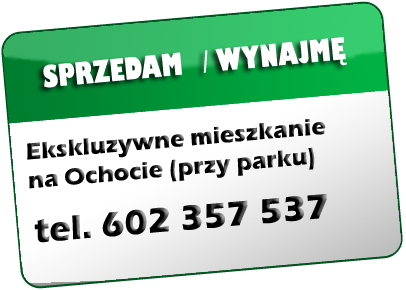 SPRZEDAM / WYNAJMĘ
Ekskluzywne mieszkanie
na Ochocie (przy parku)
tel. 602 357 537